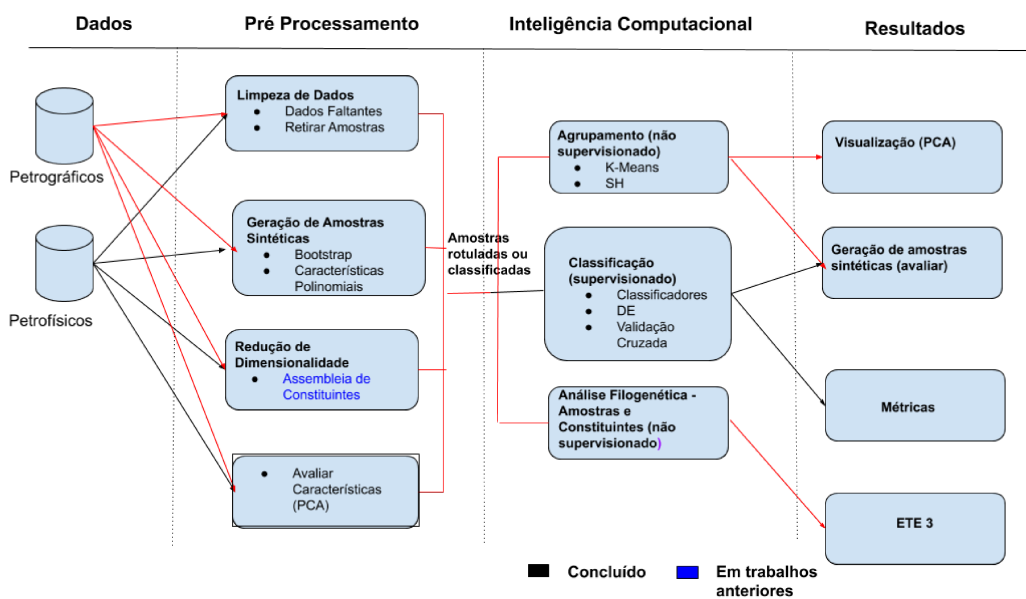 Dados
Pré Processamento
Inteligência Computacional
Resultados
Petrográficos
Petrofísicos
Limpeza de Dados
● Dados Faltantes
● Retirar Amostras
Geração de Amostras
Sintéticas
● Bootstrap
● Características
Polinomiais
Redução de
Dimensionalidade
● Assembleia de
Constituintes
● Avaliar
Características
(PCA)
Amostras
rotuladas ou
classificadas
Agrupamento (não
supervisionado)
● K-Means
● SH
Classificação
(supervisionado)
● Classificadores
● DE
● Validação
Cruzada
Análise Filogenética -
Amostras e
Constituintes (não
supervisionado)
Visualização (PCA)
Geração de amostras
sintéticas (avaliar)
Métricas
ETE 3
Concluído
Em trabalhos
anteriores